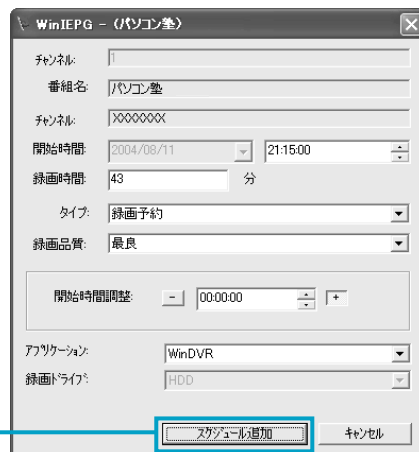 WinIEPG - 〈パソコン塾〉
チャンネル: 1
番組名: パソコン塾
チャンネル: XXXXXXX
開始時間: 2004/08/11 21:15:00
録画時間: 43 分
タイプ: 録画予約
録画品質: 最良
開始時間調整: - 00:00:00 +
アプリケーション: WinDVR
録画ドライブ: HDD
スケジュール追加 キャンセル